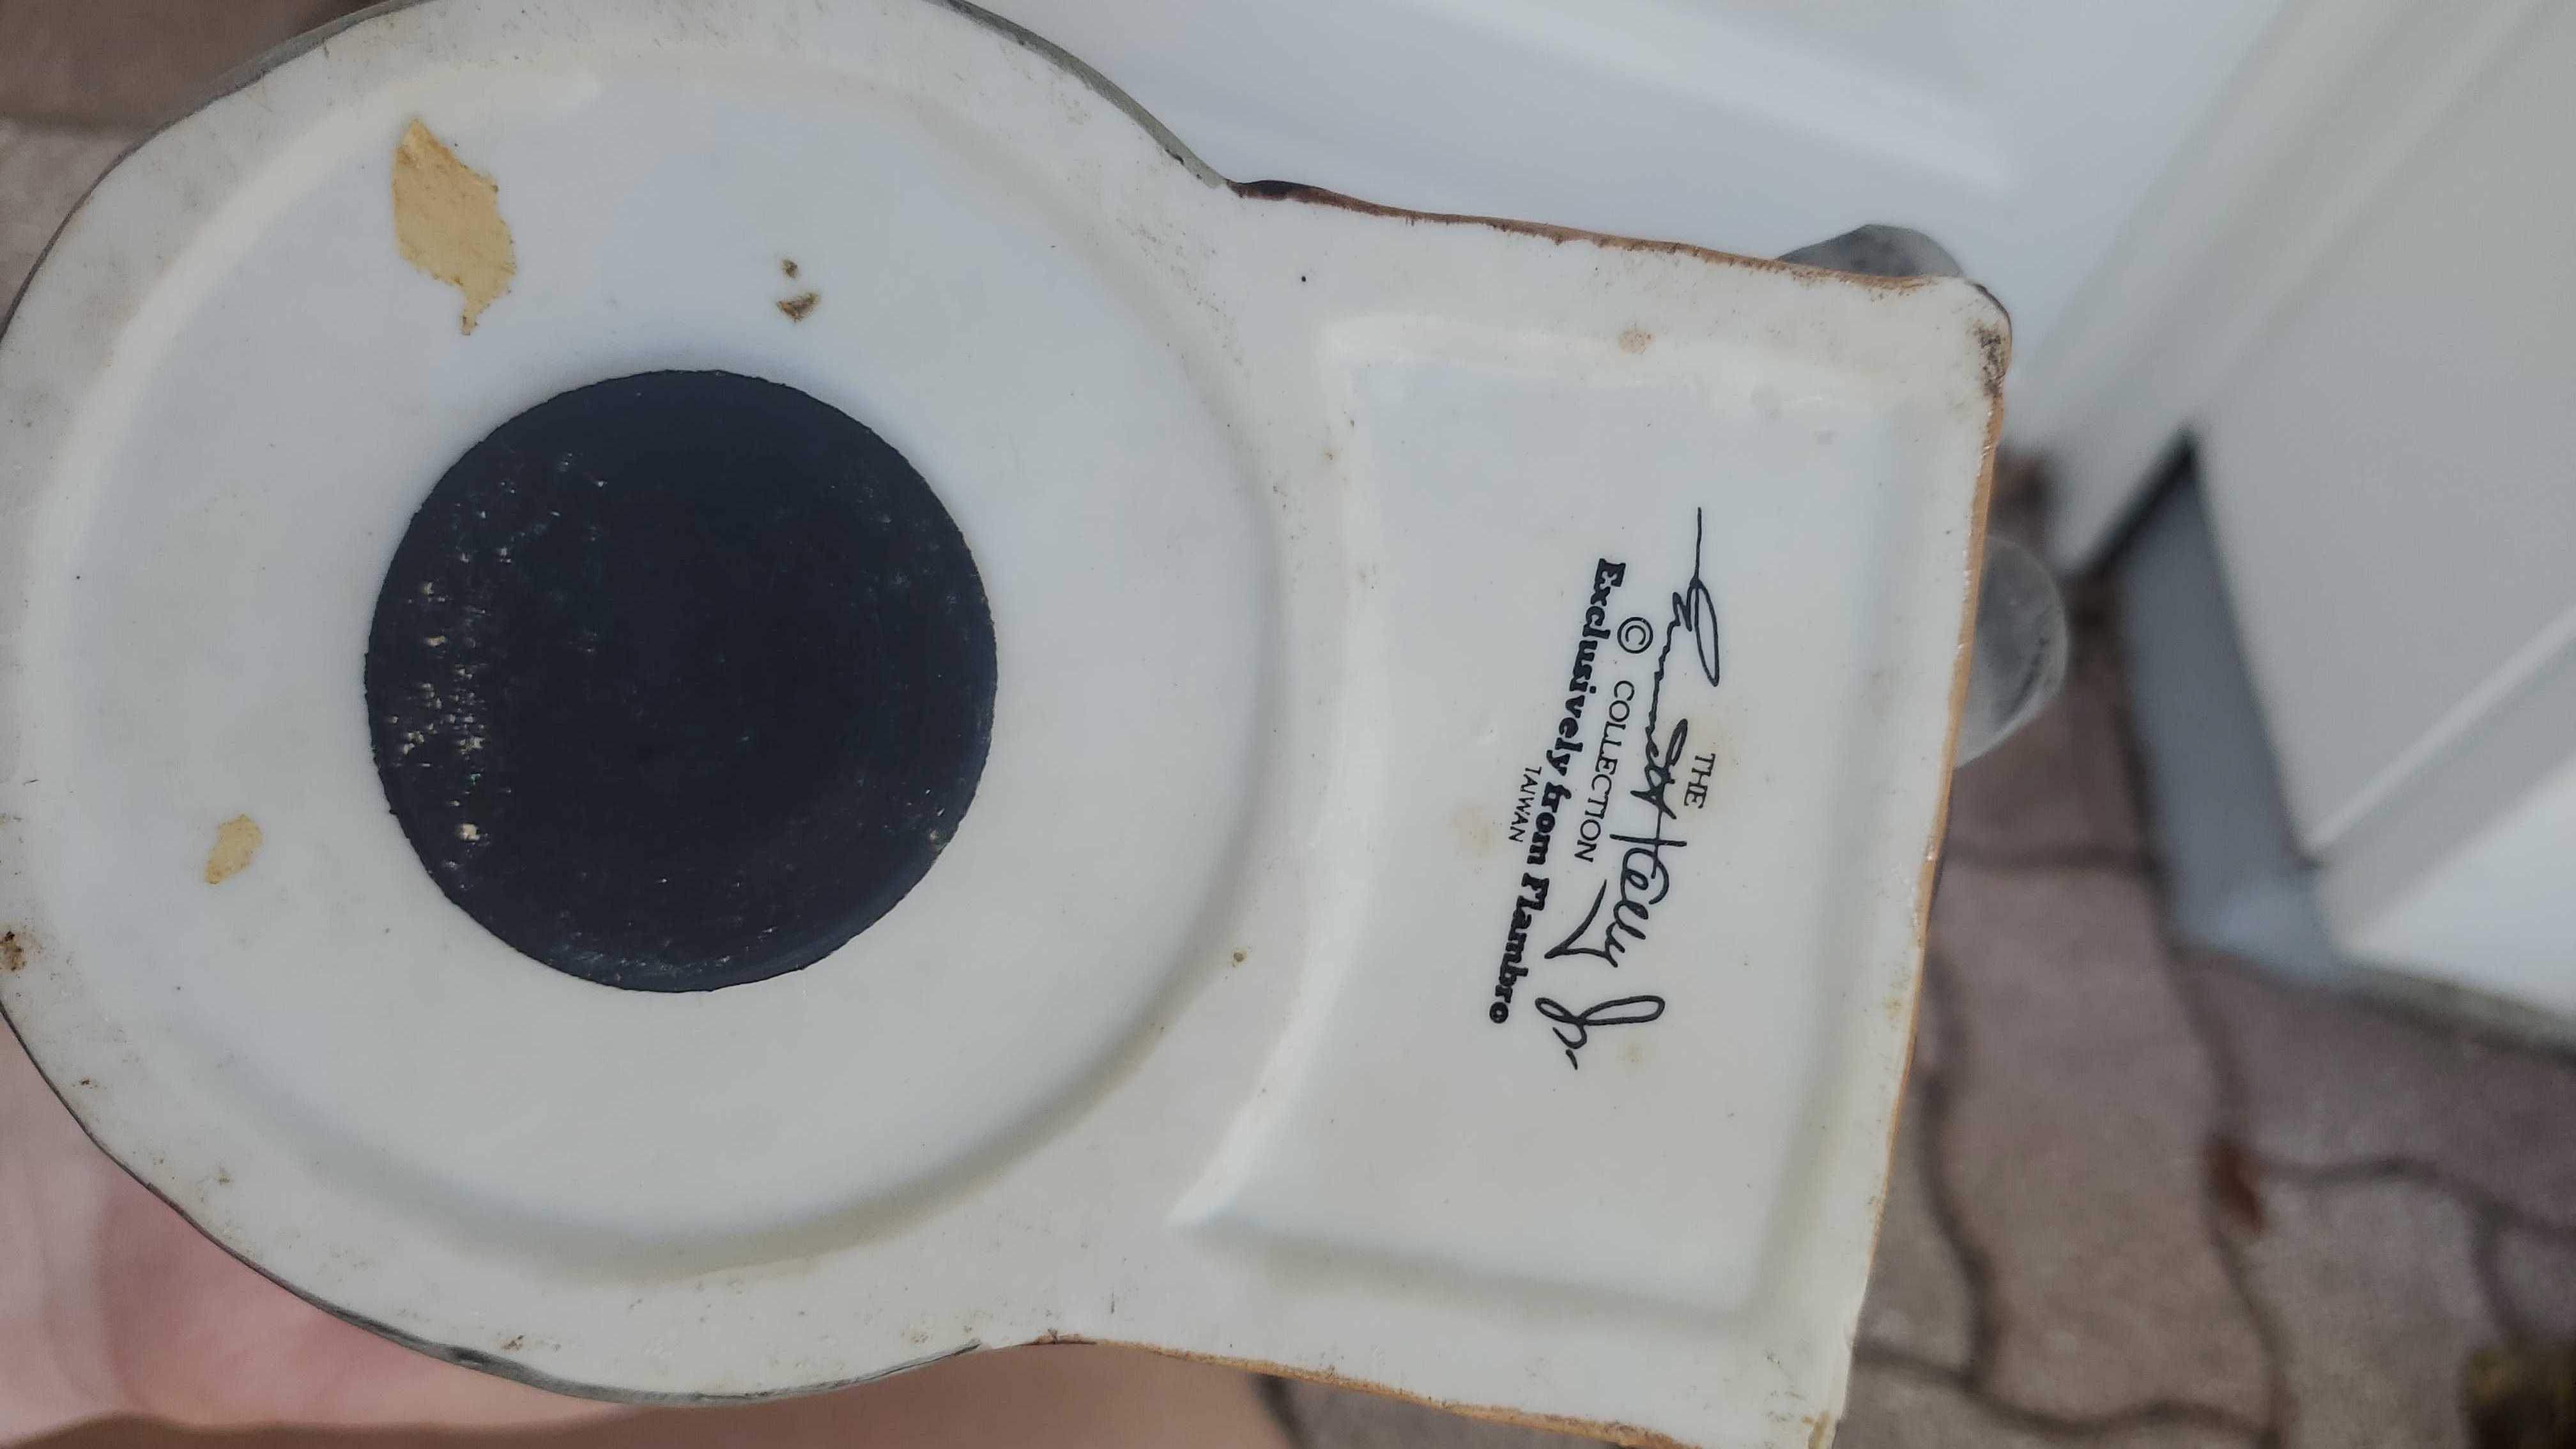 THE
Emmett Kelly Jr
© COLLECTION
Exclusively from Flambro
TAIWAN